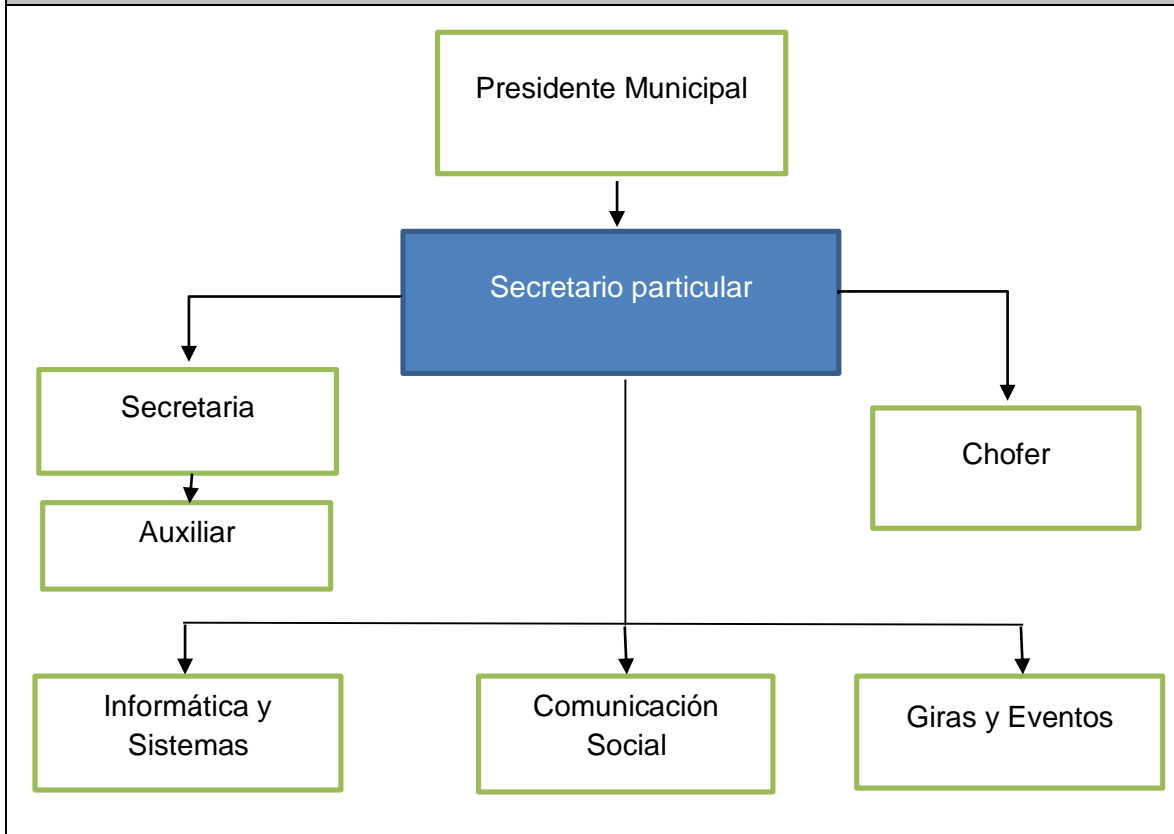 Presidente Municipal
Secretario particular
Secretaria
Chofer
Auxiliar
Informática y
Sistemas
Comunicación
Social
Giras y Eventos